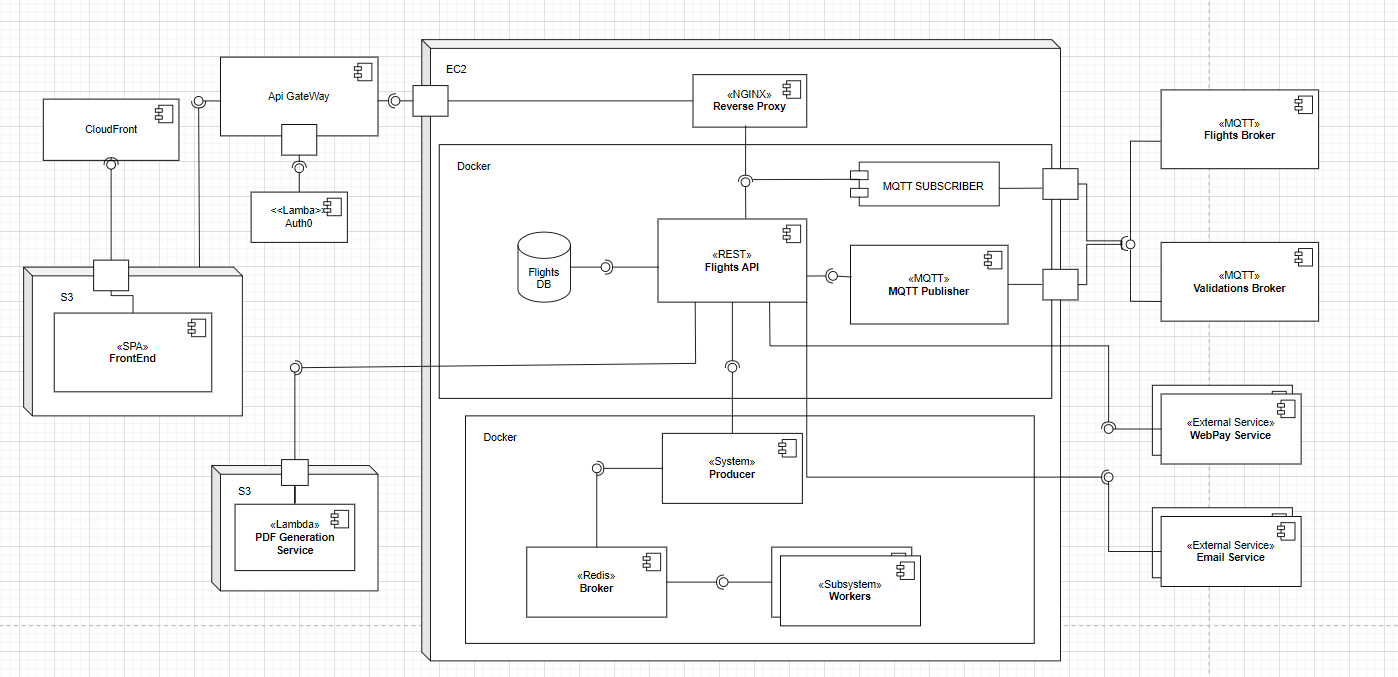 EC2
Api GateWay
«NGINX»
Reverse Proxy
CloudFront
«MQTT»
Flights Broker
Docker
MQTT SUBSCRIBER
<<Lamba>>
Auth0
«REST»
Flights API
Flights
DB
«MQTT»
MQTT Publisher
«MQTT»
Validations Broker
S3
«SPA»
FrontEnd
Docker
«External Service»
WebPay Service
«System»
Producer
S3
«Lambda»
PDF Generation
Service
«External Service»
Email Service
«Redis»
Broker
«Subsystem»
Workers